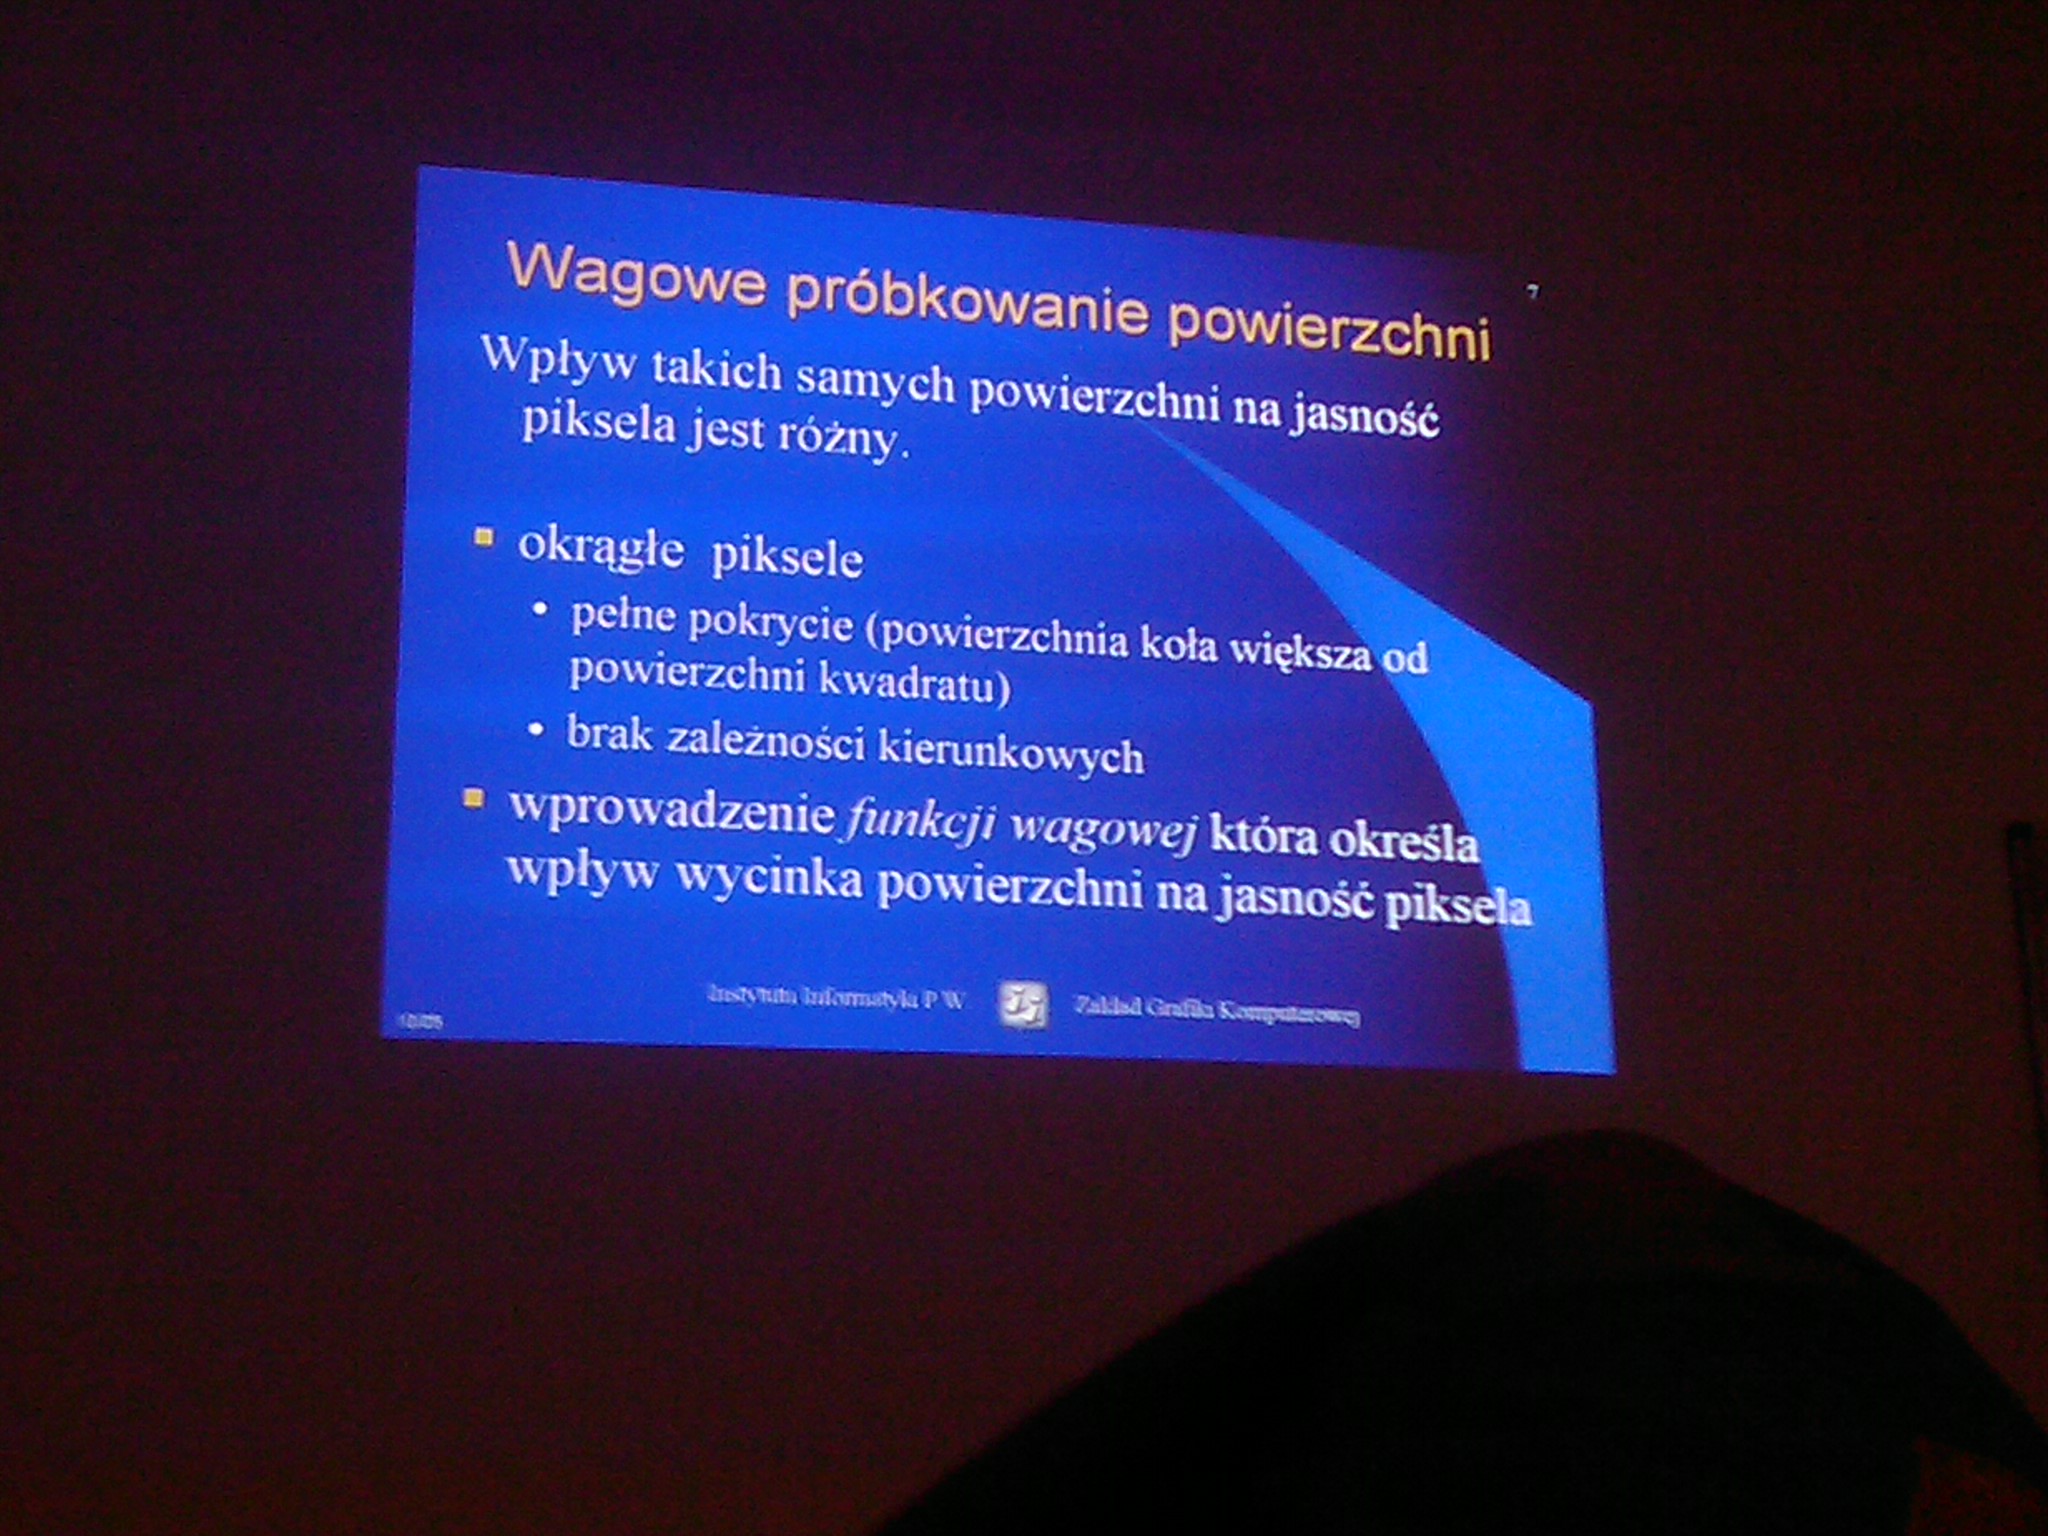 7
Wagowe próbkowanie powierzchni
Wpływ takich samych powierzchni na jasność
piksela jest różny.
okrągłe piksele
pełne pokrycie (powierzchnia koła większa od
powierzchni kwadratu)
brak zależności kierunkowych
wprowadzenie funkcji wagowej która określa
wpływ wycinka powierzchni na jasność piksela
Instytutu Informatyki P W
Zakład Grafiki Komputerowej